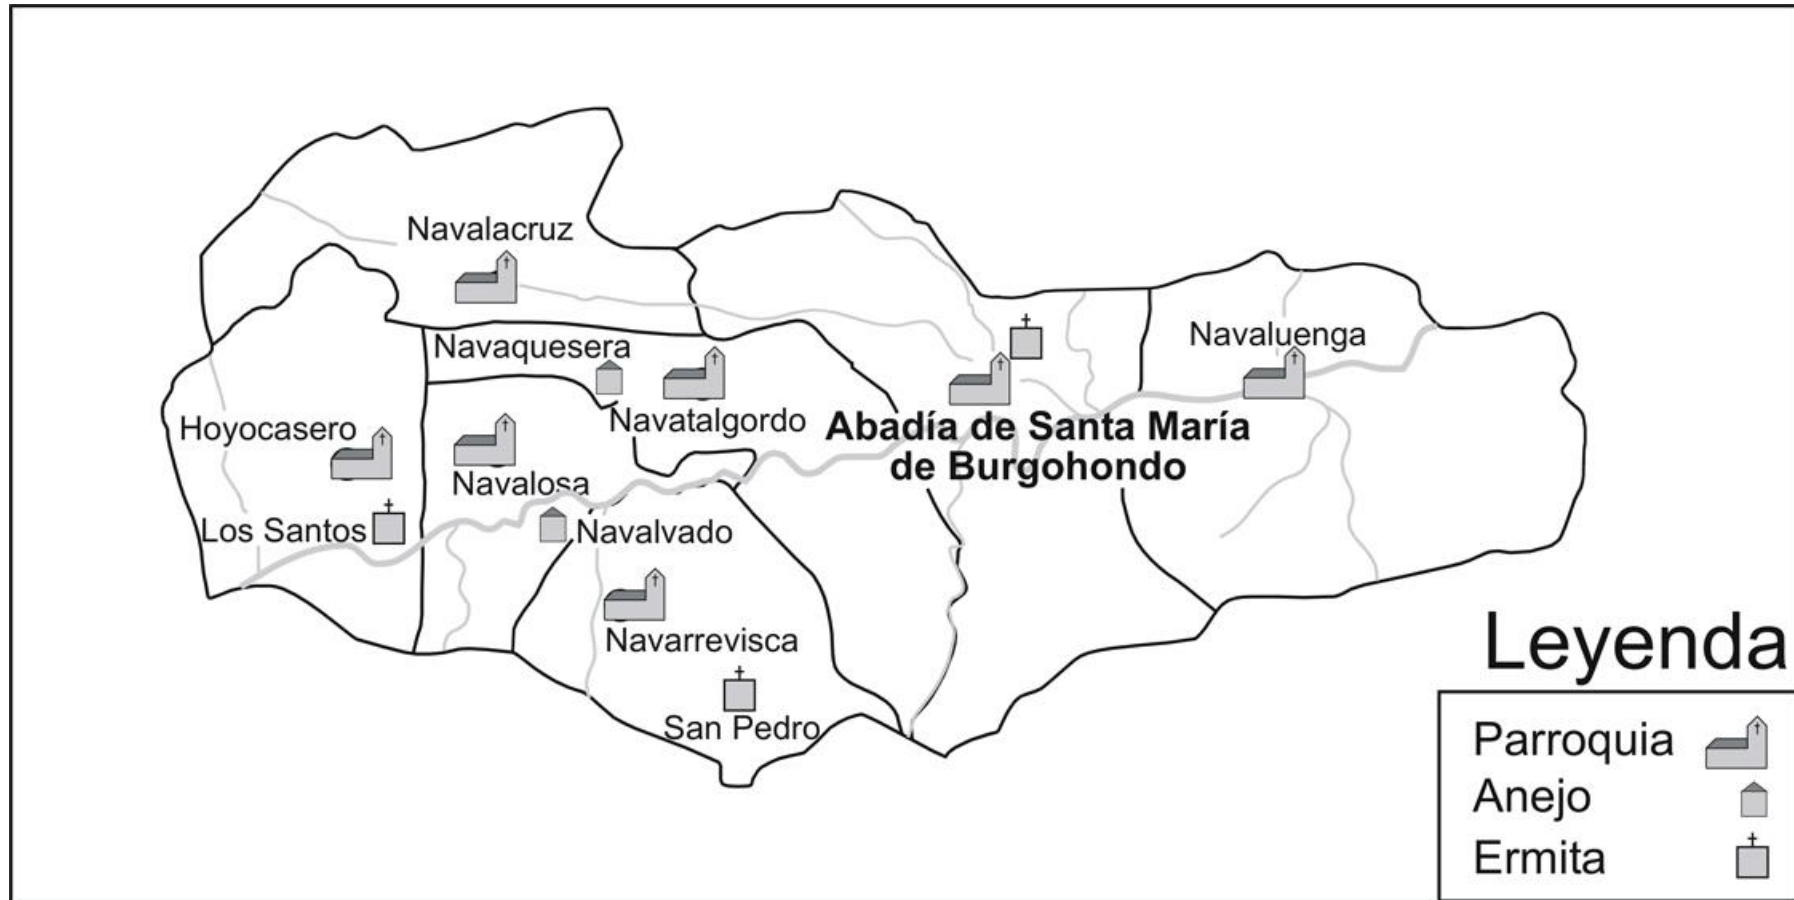 Navalacruz
Navaluenga
Navaquesera
Navatalgordo
Hoyocasero
Abadía de Santa María
de Burgohondo
Navalosa
Los Santos
Navalvado
Navarrevisca
San Pedro
Leyenda
Parroquia
Anejo
Ermita